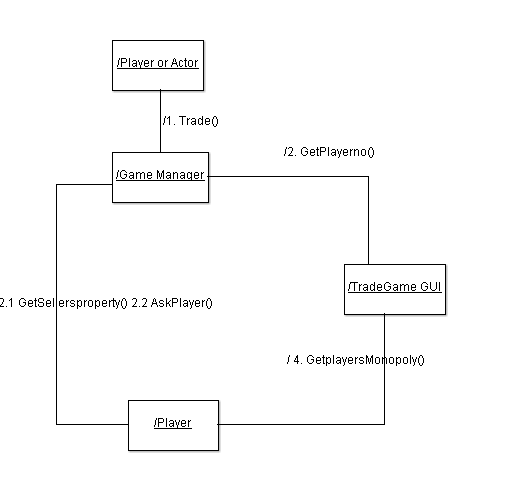 /Player or Actor
/1. Trade()
/2. GetPlayerno()
/Game Manager
/TradeGame GUI
2.1 GetSellersproperty() 2.2 AskPlayer()
/ 4. GetplayersMonopoly()
/Player